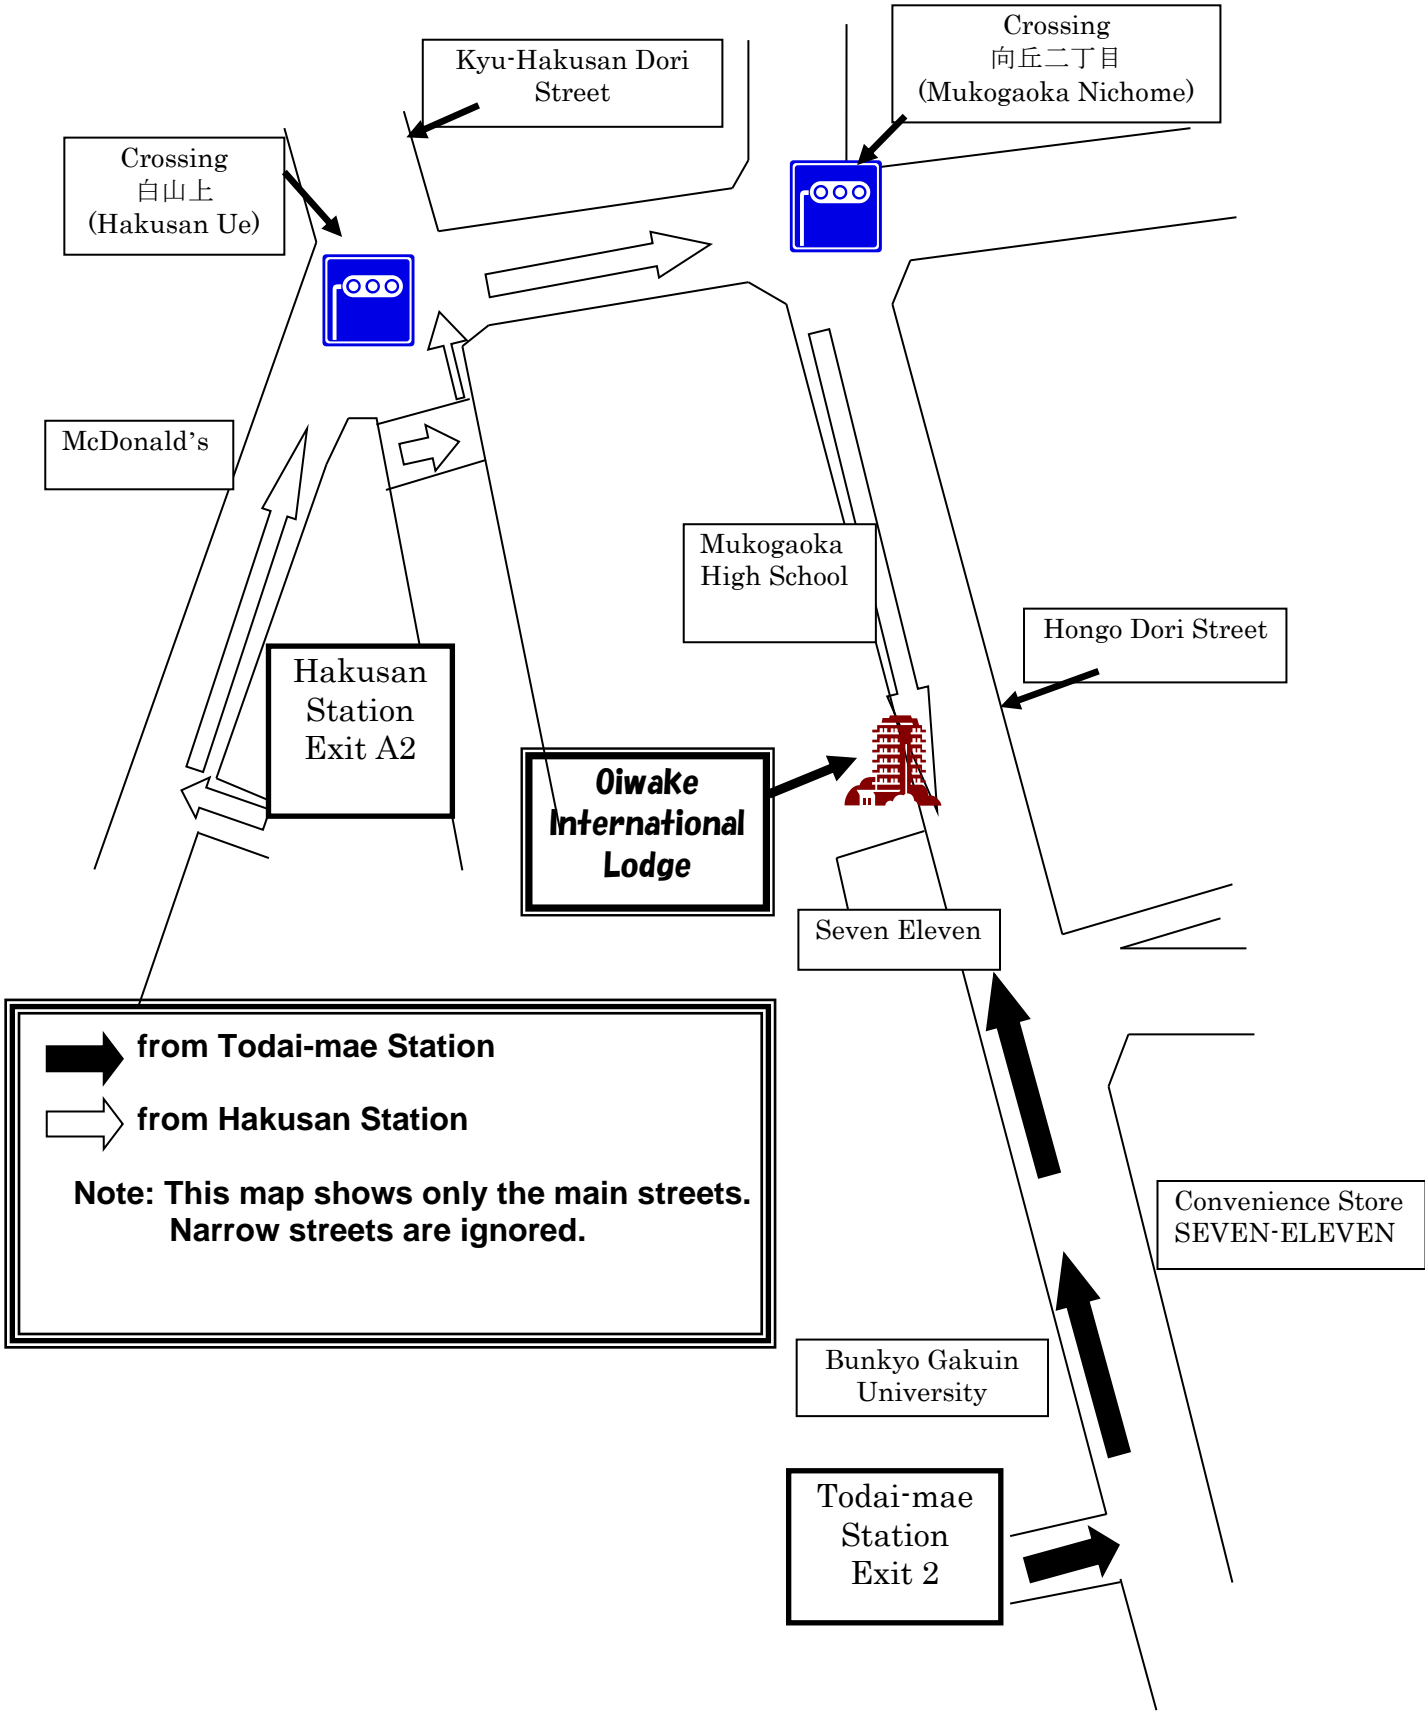 Crossing
向丘二丁目
(Mukogaoka Nichome)
Kyu-Hakusan Dori
Street
Crossing
白山上
(Hakusan Ue)
McDonald’s
Mukogaoka
High School
Hongo Dori Street
Hakusan
Station
Exit A2
Oiwake
International
Lodge
Seven Eleven
from Todai-mae Station
from Hakusan Station
Note: This map shows only the main streets.
Narrow streets are ignored.
Convenience Store
SEVEN-ELEVEN
Bunkyo Gakuin
University
Todai-mae
Station
Exit 2